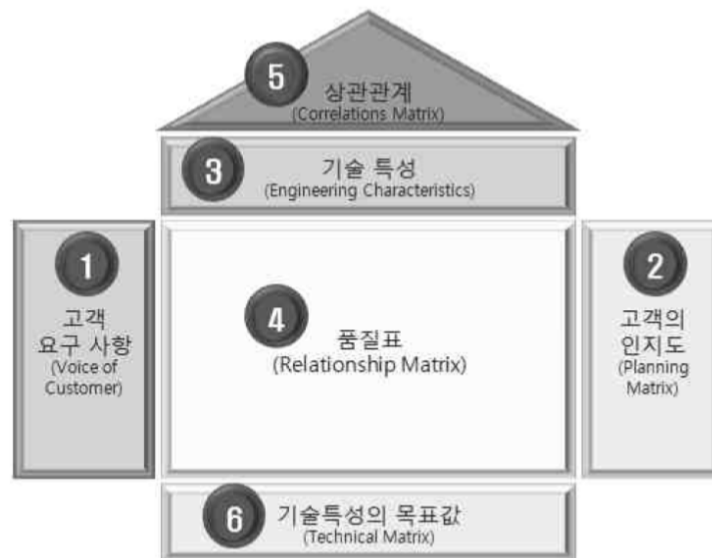 5
상관관계
(Correlations Matrix)
3
기술 특성
(Engineering Characteristics)
1
고객
요구 사항
(Voice of
Customer)
4
품질표
(Relationship Matrix)
2
고객의
인지도
(Planning
Matrix)
6
기술특성의 목표값
(Technical Matrix)